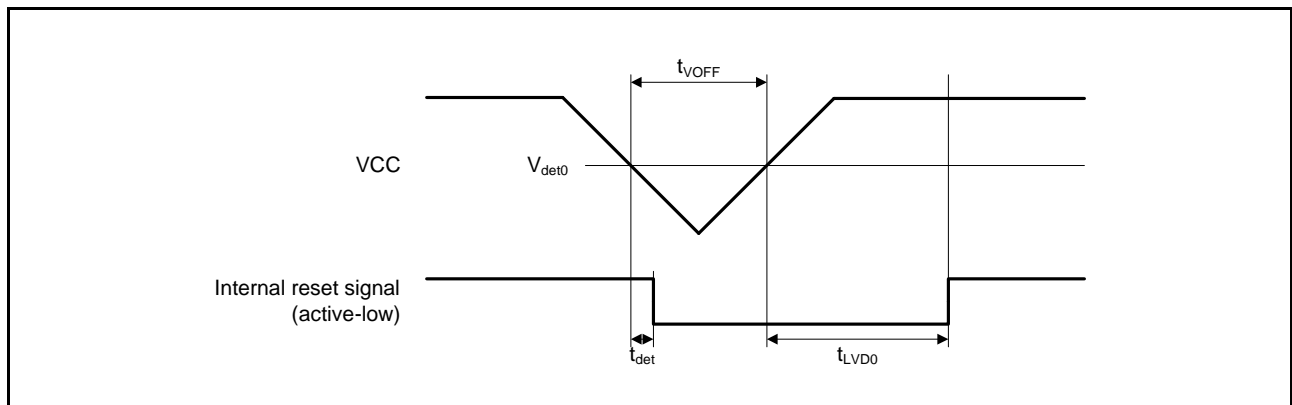 tVOFF
VCC
Vdet0
Internal reset signal
(active-low)
tdet
tLVD0